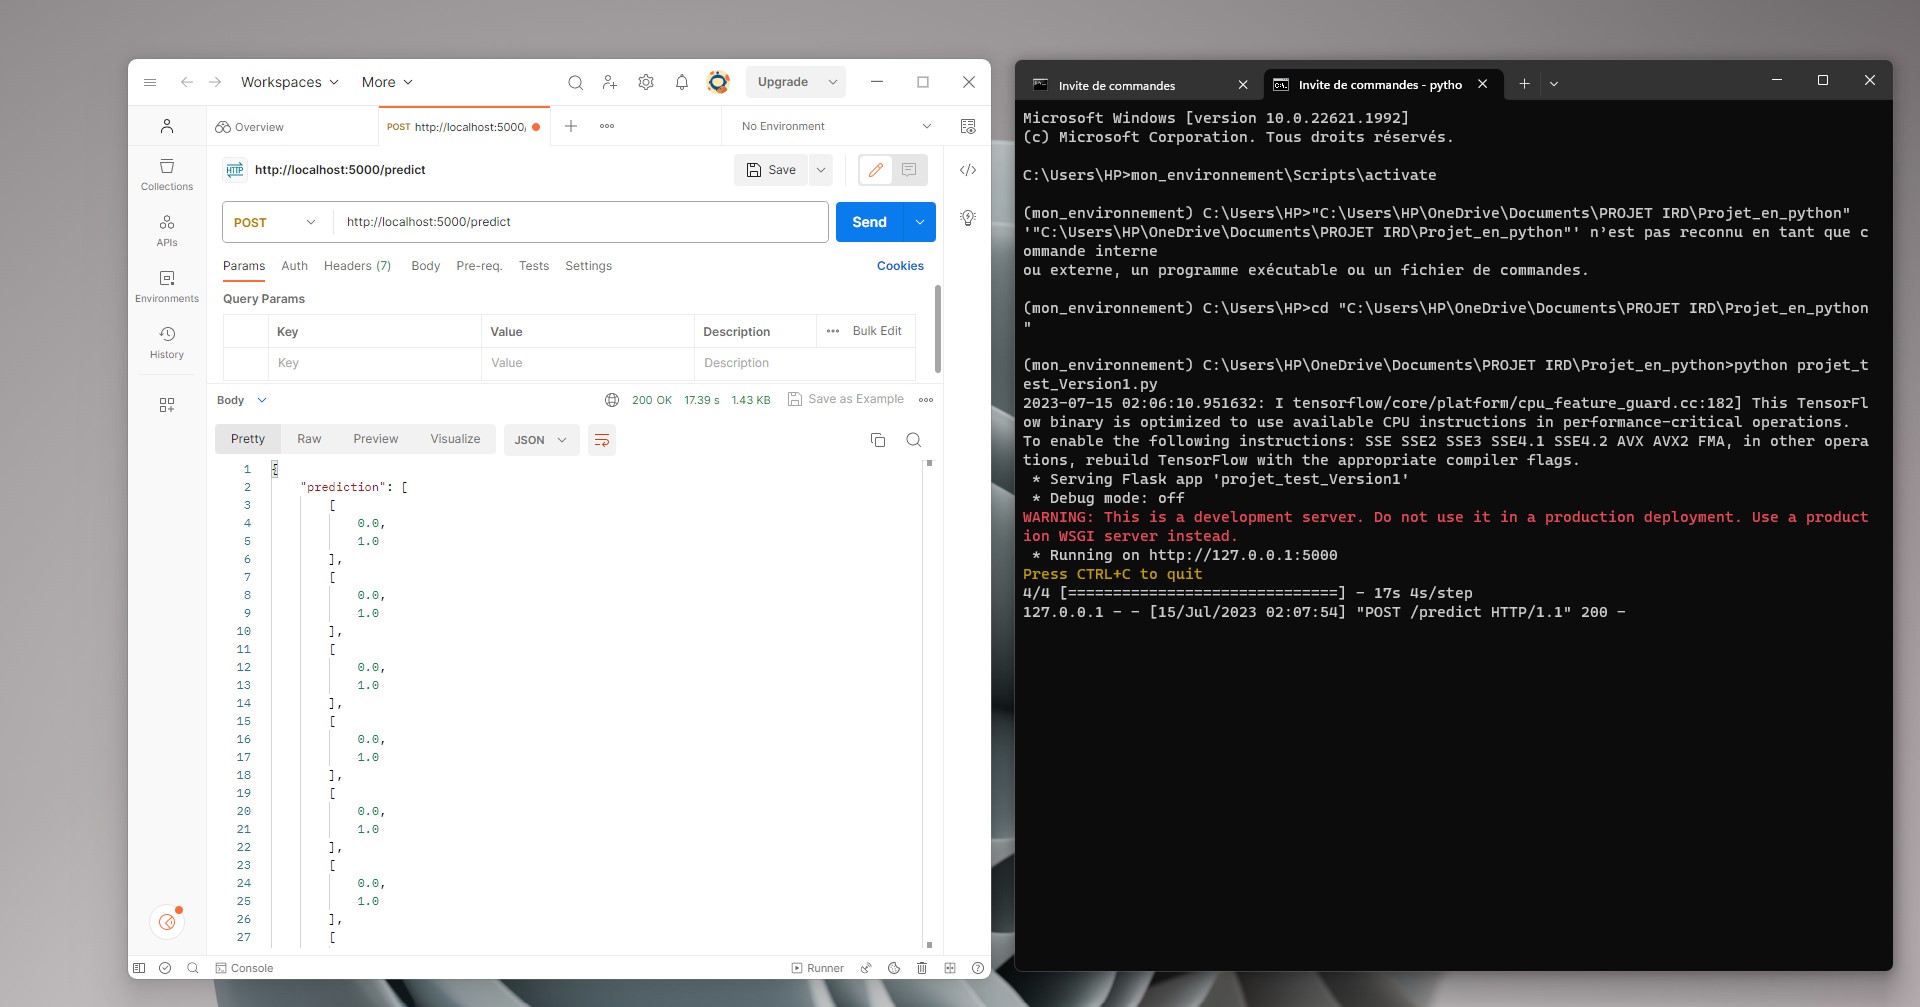 Workspaces
More
Upgrade
Overview
POST http://localhost:5000/
No Environment
HTTP http://localhost:5000/predict
Save
Collections
APIs
Environments
History
POST
http://localhost:5000/predict
Send
Params Auth Headers (7) Body Pre-req. Tests Settings
Cookies
Query Params
Key Value Description
Bulk Edit
Key Value Description
Body
200 OK 17.39 s 1.43 KB
Save as Example
Pretty Raw Preview Visualize JSON
1 {
2 "prediction": [
3 [
4 0.0,
5 1.0
6 ],
7 [
8 0.0,
9 1.0
10 ],
11 [
12 0.0,
13 1.0
14 ],
15 [
16 0.0,
17 1.0
18 ],
19 [
20 0.0,
21 1.0
22 ],
23 [
24 0.0,
25 1.0
26 ],
27 [
Console
Runner
Invite de commandes
Invite de commandes - pytho
Microsoft Windows [version 10.0.22621.1992]
(c) Microsoft Corporation. Tous droits réservés.
C:\Users\HP>mon_environnement\Scripts\activate
(mon_environnement) C:\Users\HP>"C:\Users\HP\OneDrive\Documents\PROJET IRD\Projet_en_python"
'"C:\Users\HP\OneDrive\Documents\PROJET IRD\Projet_en_python"' n'est pas reconnu en tant que c
ommande interne
ou externe, un programme exécutable ou un fichier de commandes.
(mon_environnement) C:\Users\HP>cd "C:\Users\HP\OneDrive\Documents\PROJET IRD\Projet_en_python
"
(mon_environnement) C:\Users\HP\OneDrive\Documents\PROJET IRD\Projet_en_python>python projet_t
est_Version1.py
2023-07-15 02:06:10.951632: I tensorflow/core/platform/cpu_feature_guard.cc:182] This TensorFl
ow binary is optimized to use available CPU instructions in performance-critical operations.
To enable the following instructions: SSE SSE2 SSE3 SSE4.1 SSE4.2 AVX AVX2 FMA, in other opera
tions, rebuild TensorFlow with the appropriate compiler flags.
* Serving Flask app 'projet_test_Version1'
* Debug mode: off
WARNING: This is a development server. Do not use it in a production deployment. Use a product
ion WSGI server instead.
* Running on http://127.0.0.1:5000
Press CTRL+C to quit
4/4 [==============================] - 17s 4s/step
127.0.0.1 - - [15/Jul/2023 02:07:54] "POST /predict HTTP/1.1" 200 -